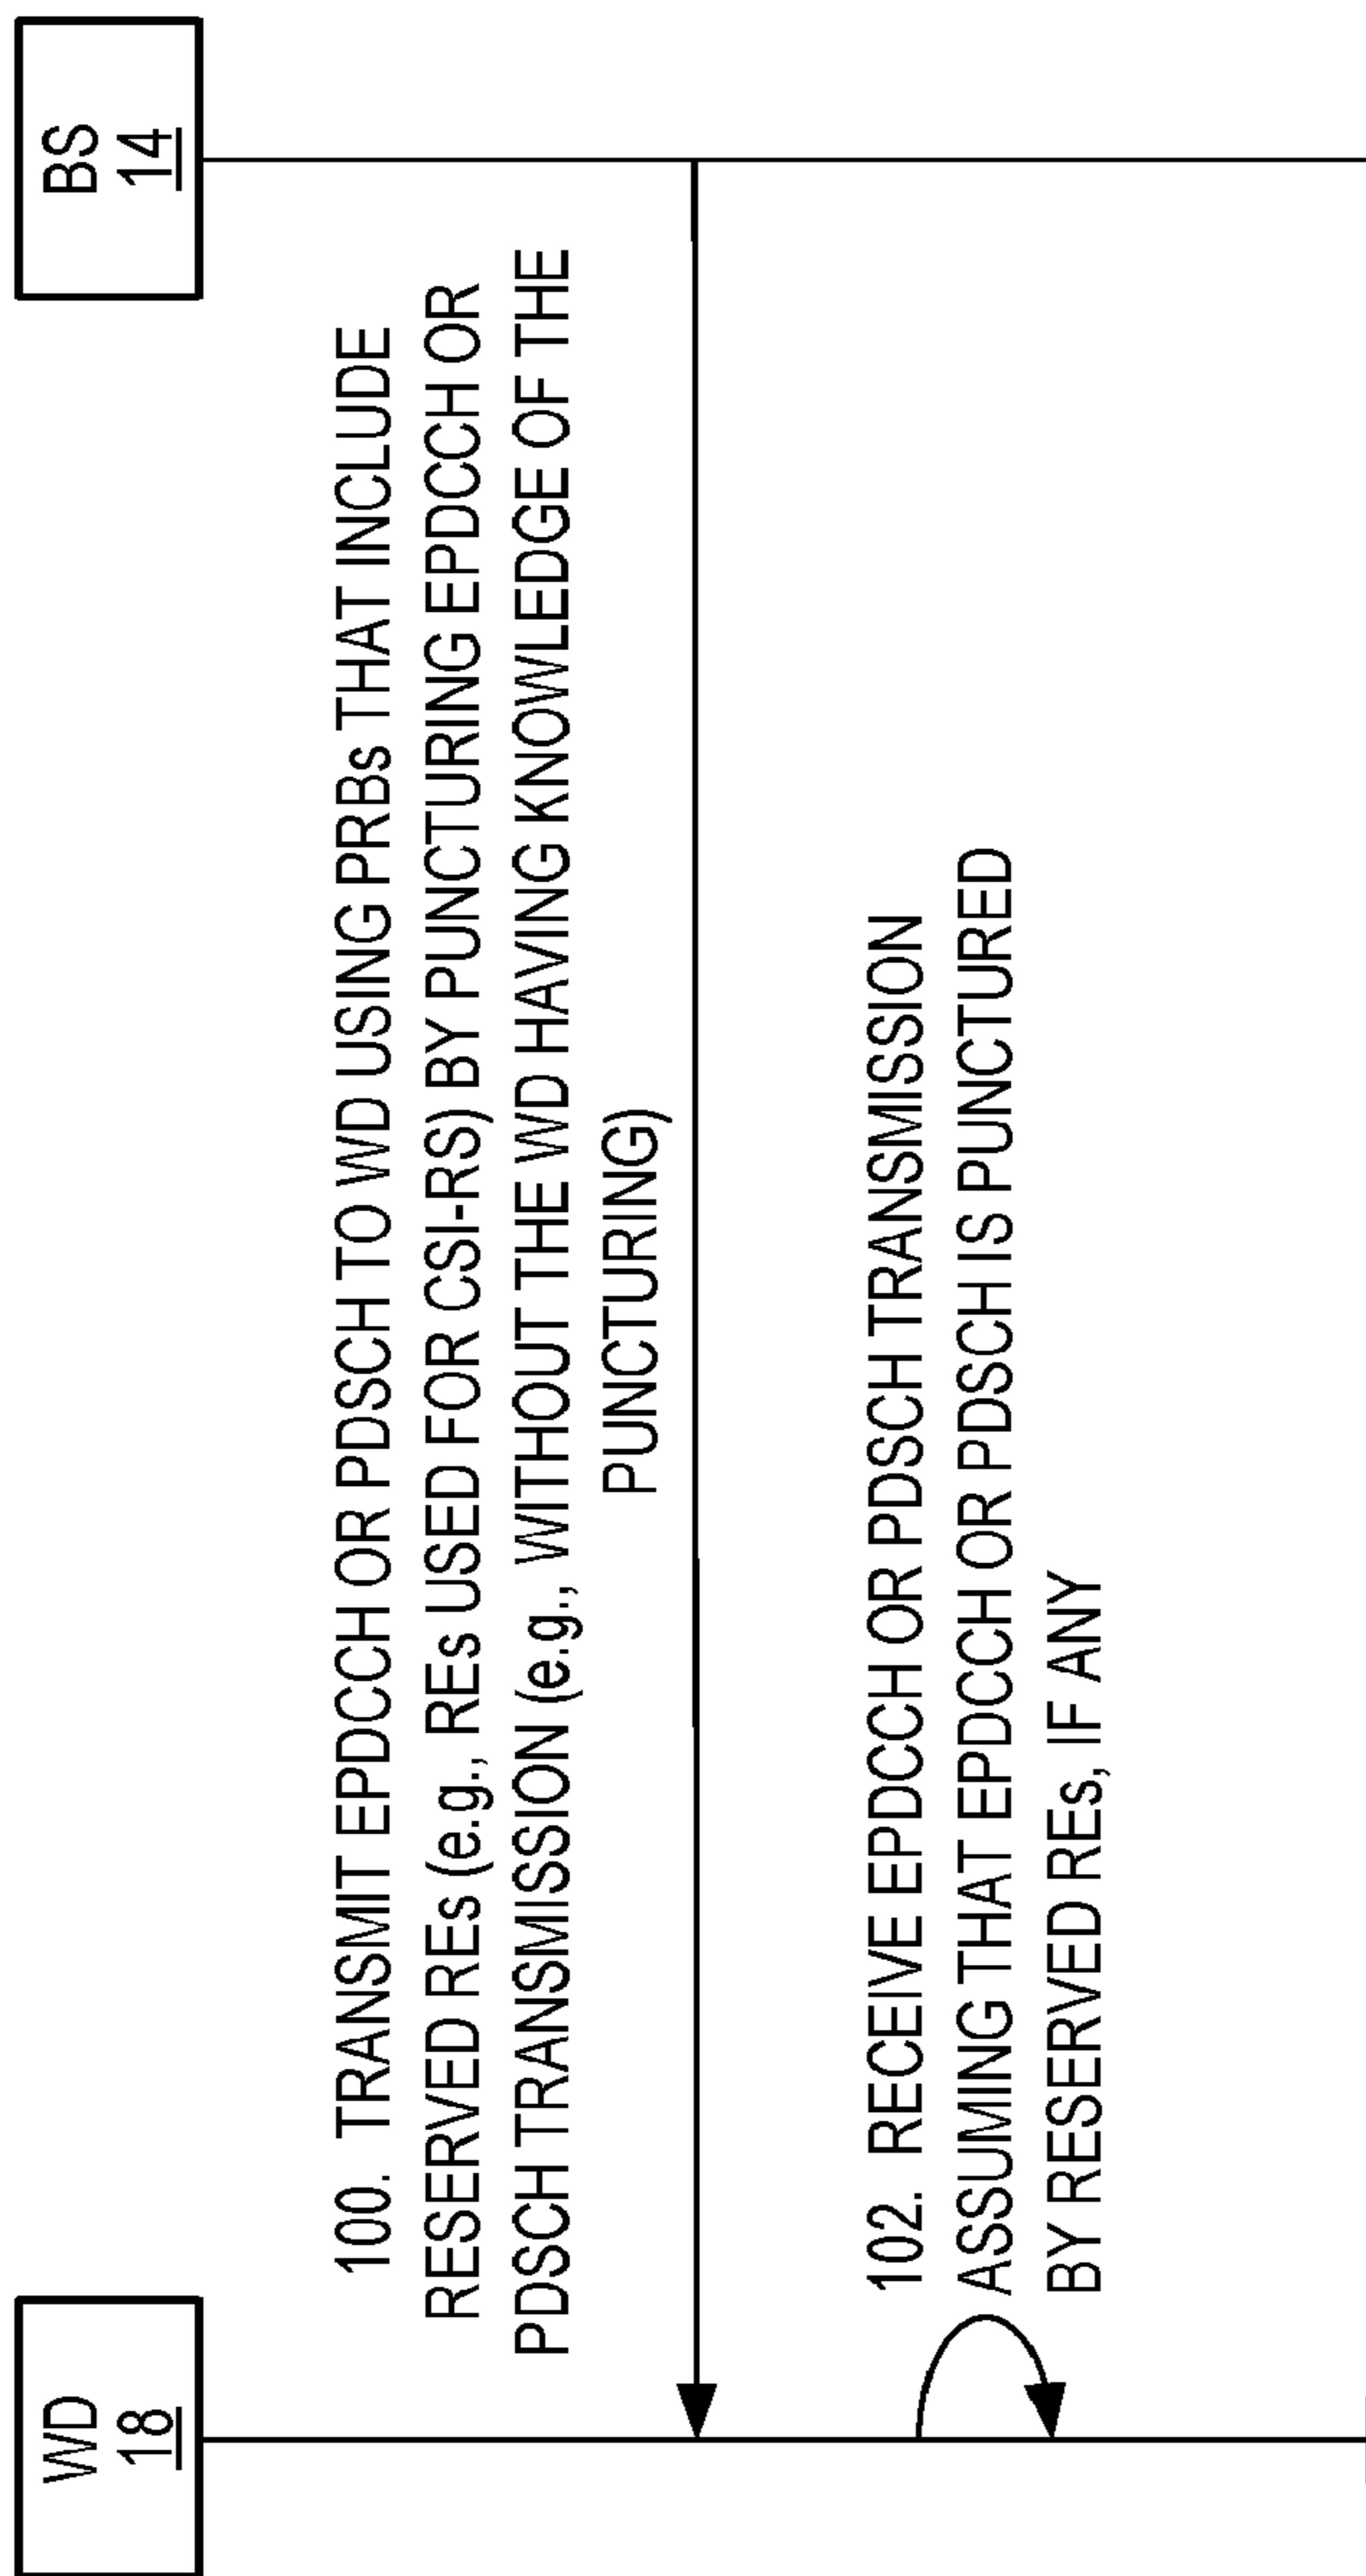 WD
18
BS
14
100. TRANSMIT EPDCCH OR PDSCH TO WD USING PRBs THAT INCLUDE
RESERVED REs (e.g., REs USED FOR CSI-RS) BY PUNCTURING EPDCCH OR
PDSCH TRANSMISSION (e.g., WITHOUT THE WD HAVING KNOWLEDGE OF THE
PUNCTURING)
102. RECEIVE EPDCCH OR PDSCH TRANSMISSION
ASSUMING THAT EPDCCH OR PDSCH IS PUNCTURED
BY RESERVED REs, IF ANY